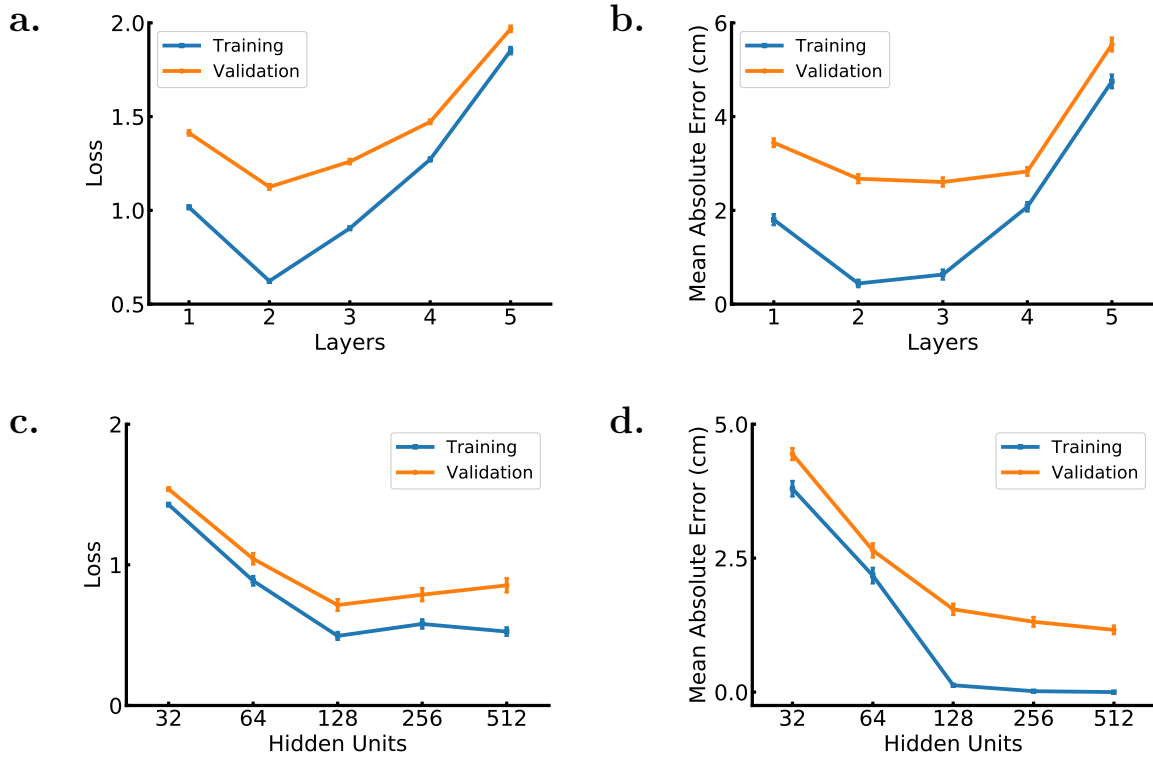 a.
2.0
1.5
1.0
0.5
Loss
Training
Validation
1 2 3 4 5
Layers
b.
6
4
2
0
Mean Absolute Error (cm)
Training
Validation
1 2 3 4 5
Layers
c.
2
1
0
Loss
Training
Validation
32 64 128 256 512
Hidden Units
d.
5.0
2.5
0.0
Mean Absolute Error (cm)
Training
Validation
32 64 128 256 512
Hidden Units